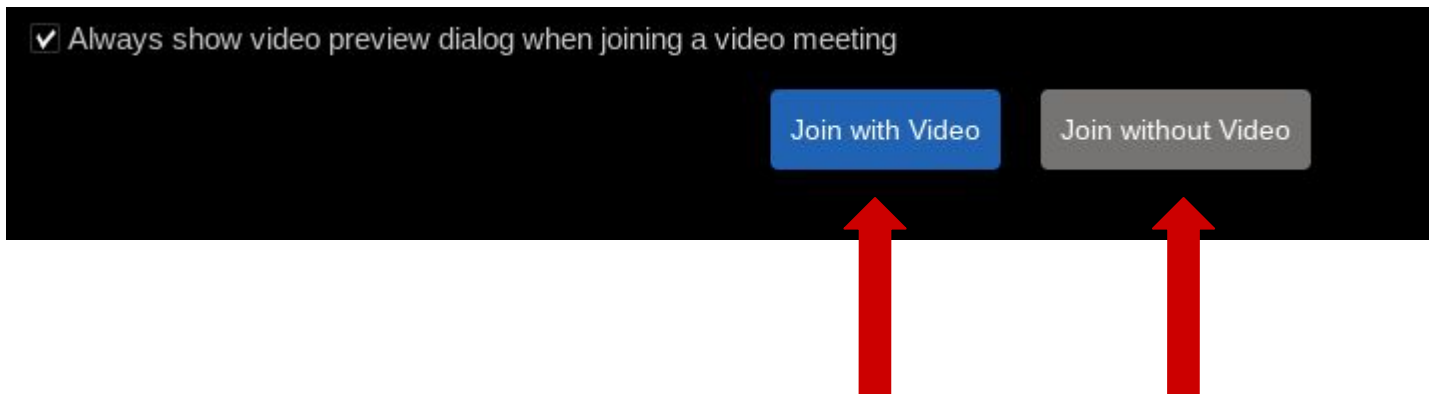 Always show video preview dialog when joining a video meeting
Join with Video
Join without Video